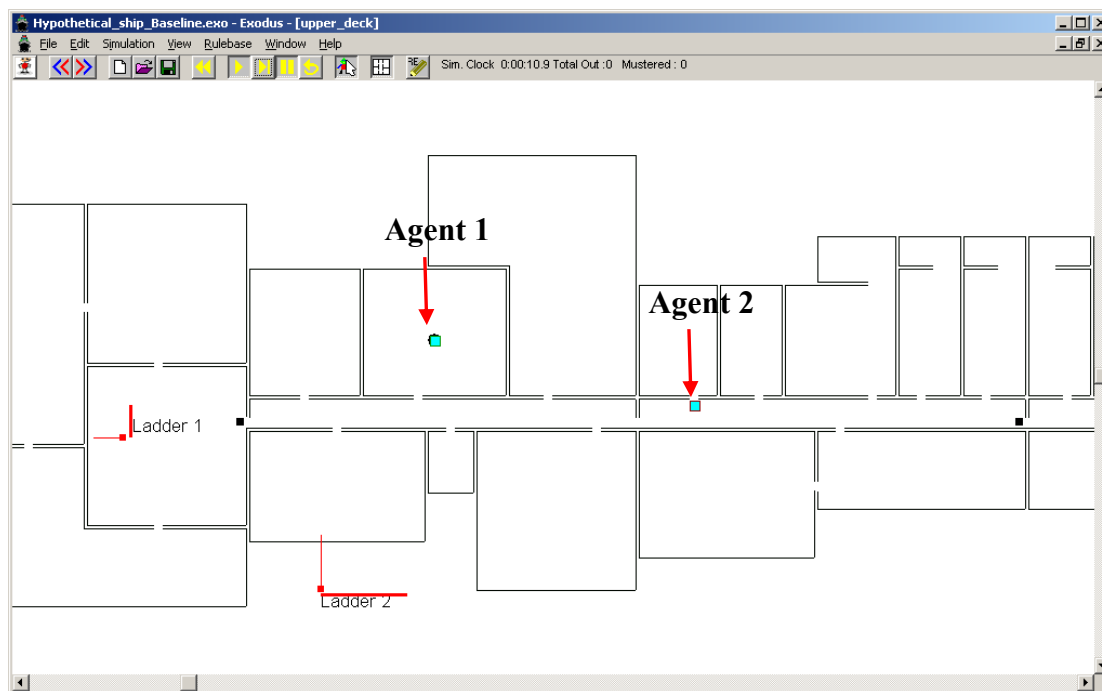 Hypothetical_ship_Baseline.exo - Exodus - [upper_deck]
File Edit Simulation View Rulebase Window Help
Sim. Clock 0:00:10.9 Total Out :0 Mustered : 0
Agent 1
Agent 2
Ladder 1
Ladder 2